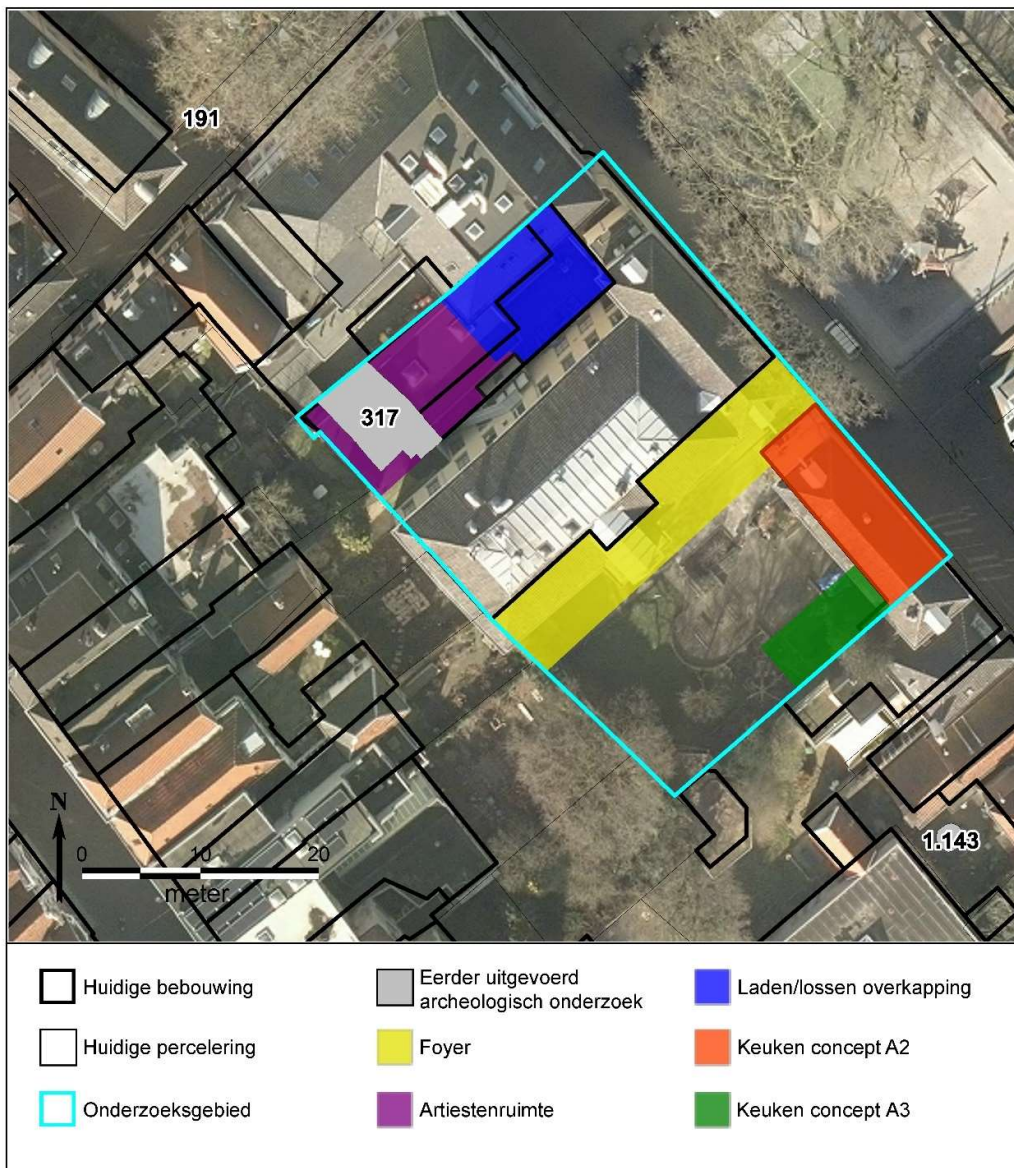 191
317
N
0 10 20
meter
1.143
Huidige bebouwing
Huidige percelering
Onderzoeksgebied
Eerder uitgevoerd
archeologisch onderzoek
Foyer
Artiestenruimte
Laden/lossen overkapping
Keuken concept A2
Keuken concept A3